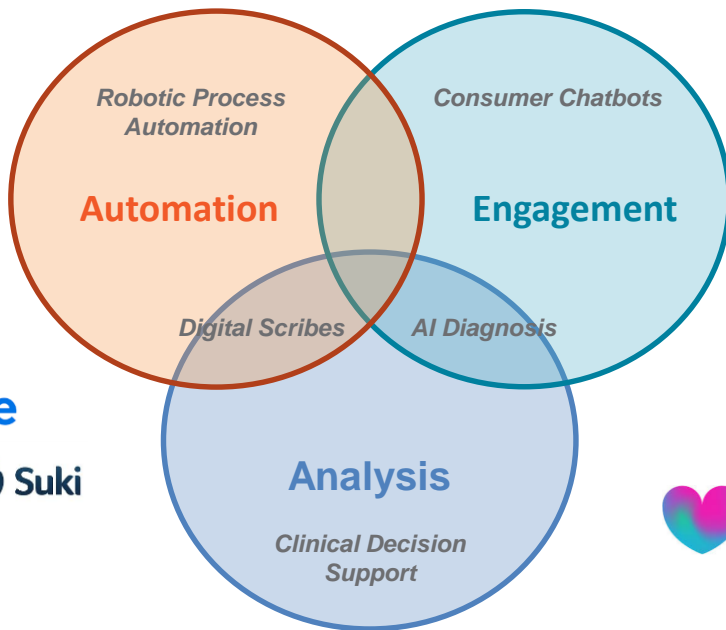 Robotic Process
Automation
Consumer Chatbots
Automation
Engagement
Digital Scribes
AI Diagnosis
e
Suki
Analysis
Clinical Decision
Support